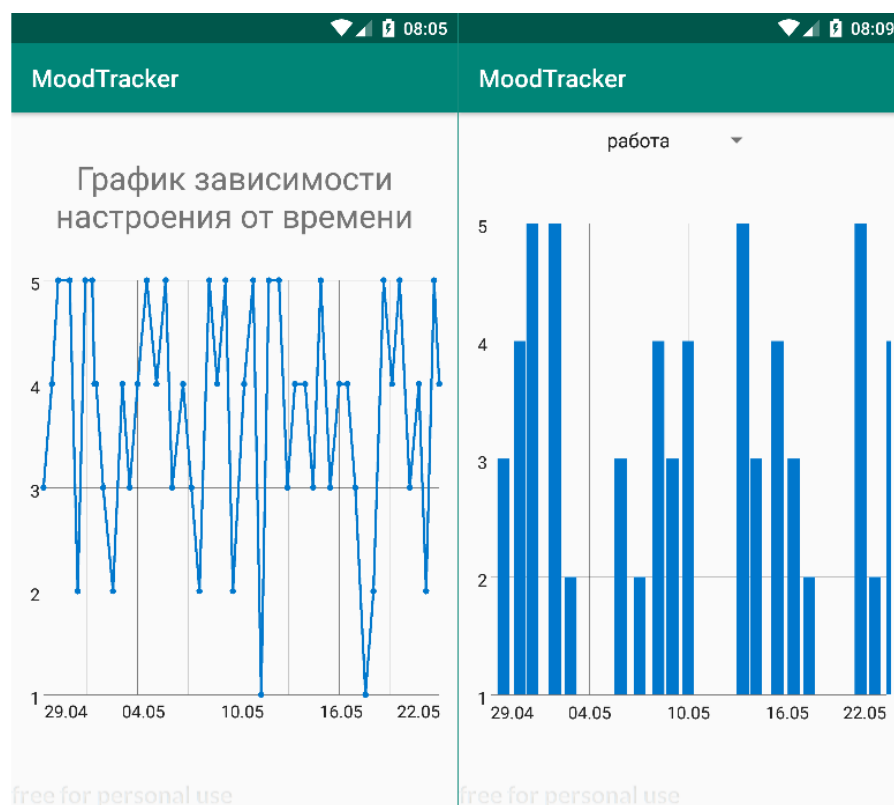 08:05
MoodTracker
График зависимости
настроения от времени
5
4
3
2
1
29.04 04.05 10.05 16.05 22.05
free for personal use
08:09
MoodTracker
работа
5
4
3
2
1
29.04 04.05 10.05 16.05 22.05
free for personal use